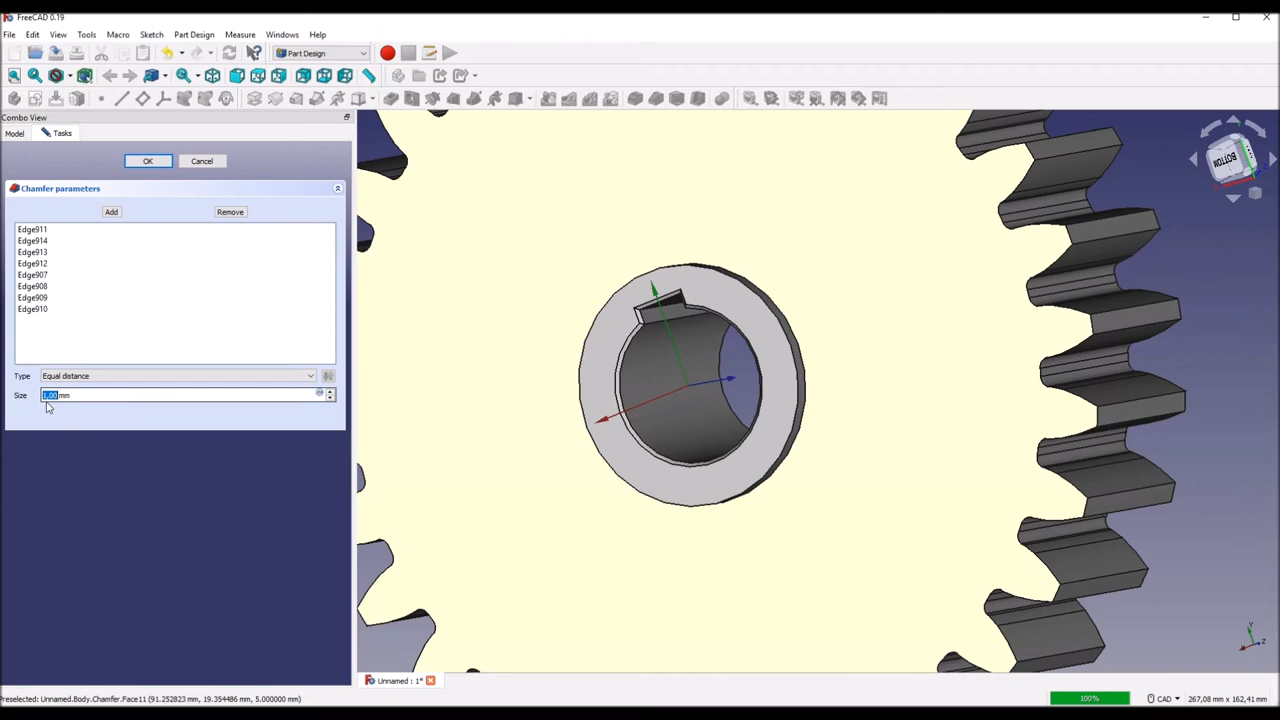 FreeCAD 0.19
File Edit View Tools Macro Sketch Part Design Measure Windows Help
Part Design
Combo View
Model Tasks
OK Cancel
Chamfer parameters
Add Remove
Edge911
Edge914
Edge913
Edge912
Edge907
Edge908
Edge909
Edge910
Type Equal distance
Size 1,00 mm
BOTTOM
Y
X
Z
Unnamed : 1*
Preselected: Unnamed.Body.Chamfer.Face11 (91.252823 mm, 19.354486 mm, 5.000000 mm)
100%
CAD
267,08 mm x 162,41 mm